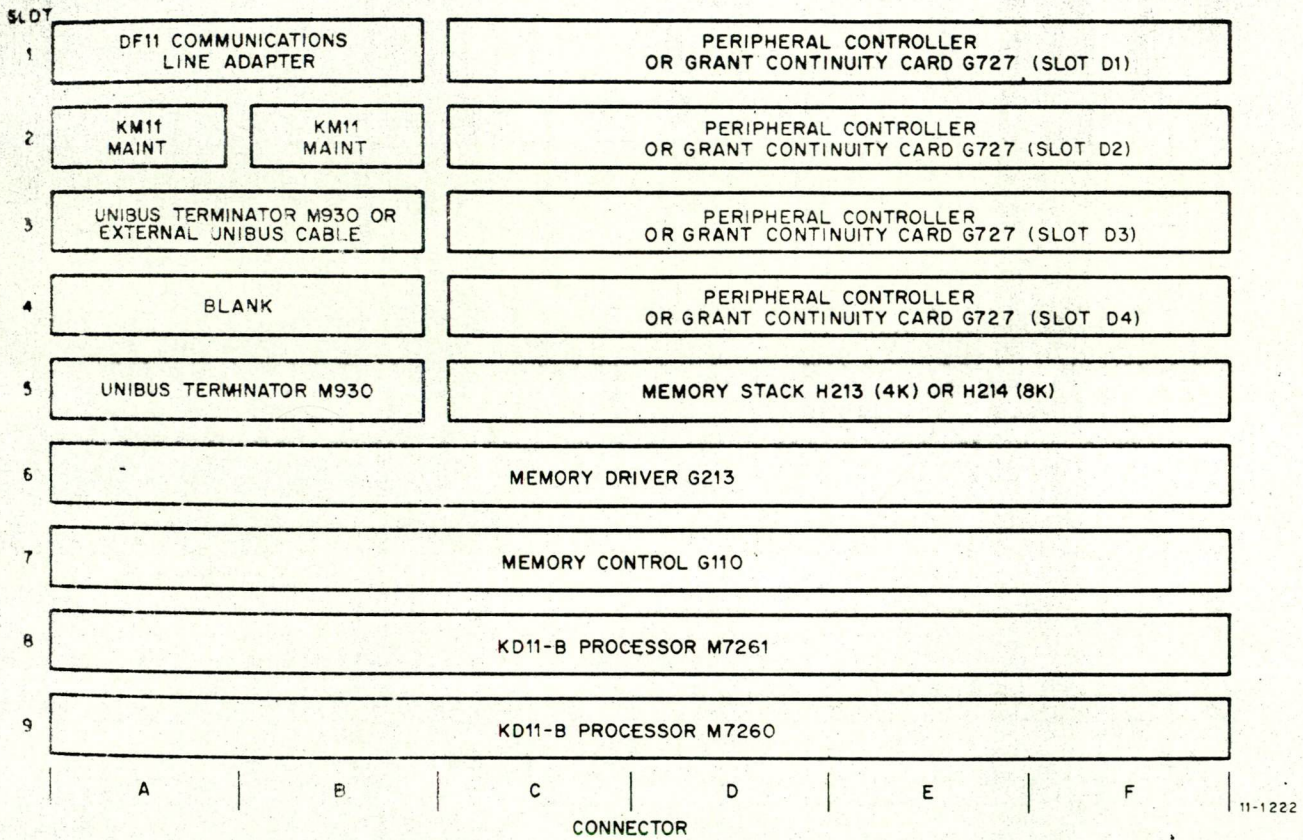 SLOT
1
DF11 COMMUNICATIONS
LINE ADAPTER
PERIPHERAL CONTROLLER
OR GRANT CONTINUITY CARD G727 (SLOT D1)
2
KM11
MAINT
KM11
MAINT
PERIPHERAL CONTROLLER
OR GRANT CONTINUITY CARD G727 (SLOT D2)
3
UNIBUS TERMINATOR M930 OR
EXTERNAL UNIBUS CABLE
PERIPHERAL CONTROLLER
OR GRANT CONTINUITY CARD G727 (SLOT D3)
4
BLANK
PERIPHERAL CONTROLLER
OR GRANT CONTINUITY CARD G727 (SLOT D4)
5
UNIBUS TERMINATOR M930
MEMORY STACK H213 (4K) OR H214 (8K)
6
MEMORY DRIVER G213
7
MEMORY CONTROL G110
8
KD11-B PROCESSOR M7261
9
KD11-B PROCESSOR M7260
A B C D E F
11-1222
CONNECTOR